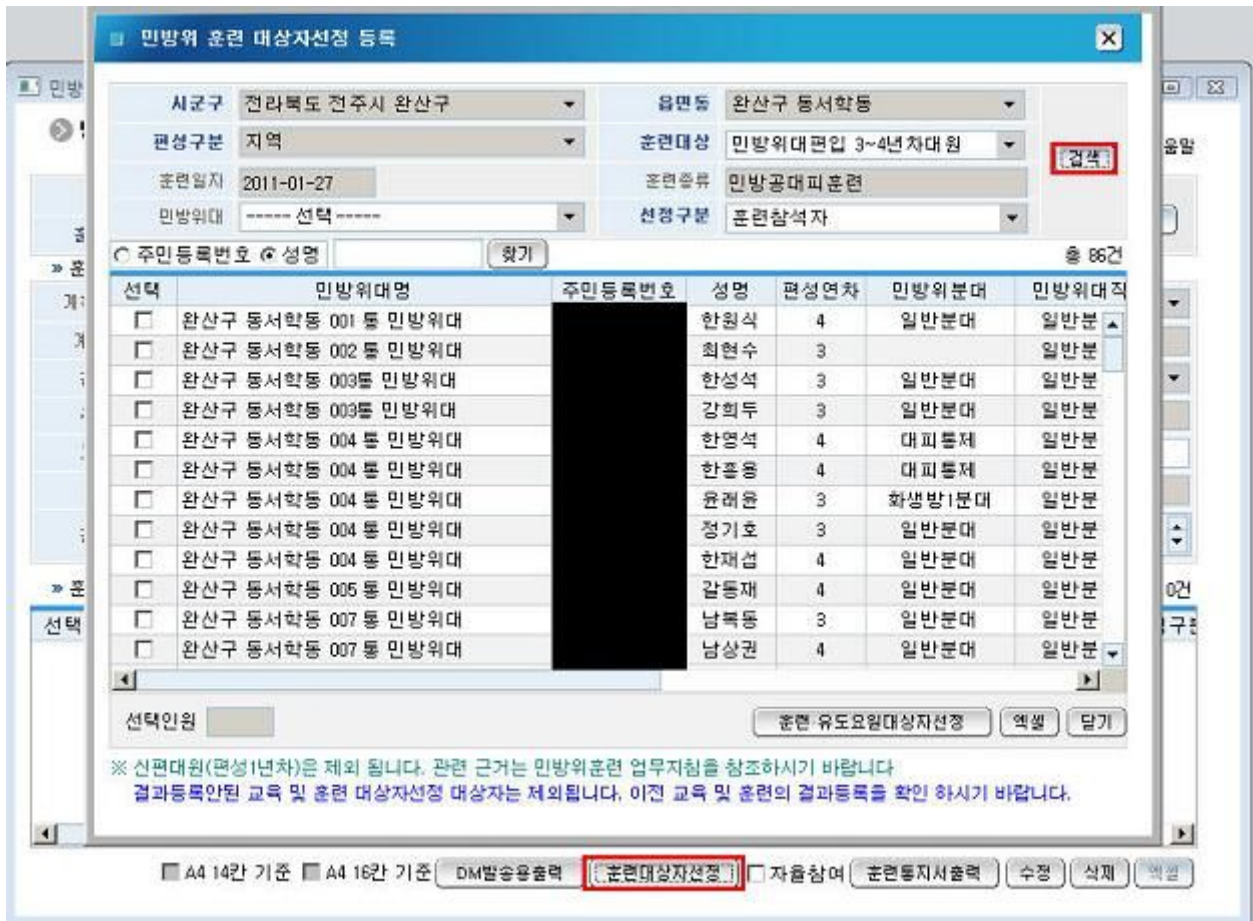 민방위 훈련 대상자선정 등록
민방
시군구 전라북도 전주시 완산구 읍면동 완산구 동서학동
편성구분 지역 훈련대상 민방위대편입 3~4년차대원 검색
움말
훈련일자 2011-01-27 훈련종류 민방공대피훈련
민방위대 ----- 선택 ----- 선정구분 훈련참석자
주민등록번호 성명 찾기 총 86건
» 훈
선택 민방위대명 주민등록번호 성명 편성연차 민방위분대 민방위대직
완산구 동서학동 001 통 민방위대 한원식 4 일반분대 일반분
완산구 동서학동 002 통 민방위대 최현수 3 일반분
완산구 동서학동 003통 민방위대 한성석 3 일반분대 일반분
완산구 동서학동 003통 민방위대 강희두 3 일반분대 일반분
완산구 동서학동 004 통 민방위대 한영석 4 대피통제 일반분
완산구 동서학동 004 통 민방위대 한홍용 4 대피통제 일반분
완산구 동서학동 004 통 민방위대 윤래윤 3 화생방1분대 일반분
완산구 동서학동 004 통 민방위대 정기호 3 일반분대 일반분
완산구 동서학동 004 통 민방위대 한재섭 4 일반분대 일반분
완산구 동서학동 005 통 민방위대 갈동재 4 일반분대 일반분
완산구 동서학동 007 통 민방위대 남복동 3 일반분대 일반분
완산구 동서학동 007 통 민방위대 남상권 4 일반분대 일반분
» 훈 0건
선택
선택인원 훈련 유도요원대상자선정 엑셀 닫기
※ 신편대원(편성1년차)은 제외 됩니다. 관련 근거는 민방위훈련 업무지침을 참조하시기 바랍니다
결과등록안된 교육 및 훈련 대상자선정 대상자는 제외됩니다. 이전 교육 및 훈련의 결과등록을 확인 하시기 바랍니다.
A4 14칸 기준 A4 16칸 기준 DM발송용출력 훈련대상자선정 자율참여 훈련통지서출력 수정 삭제 엑셀